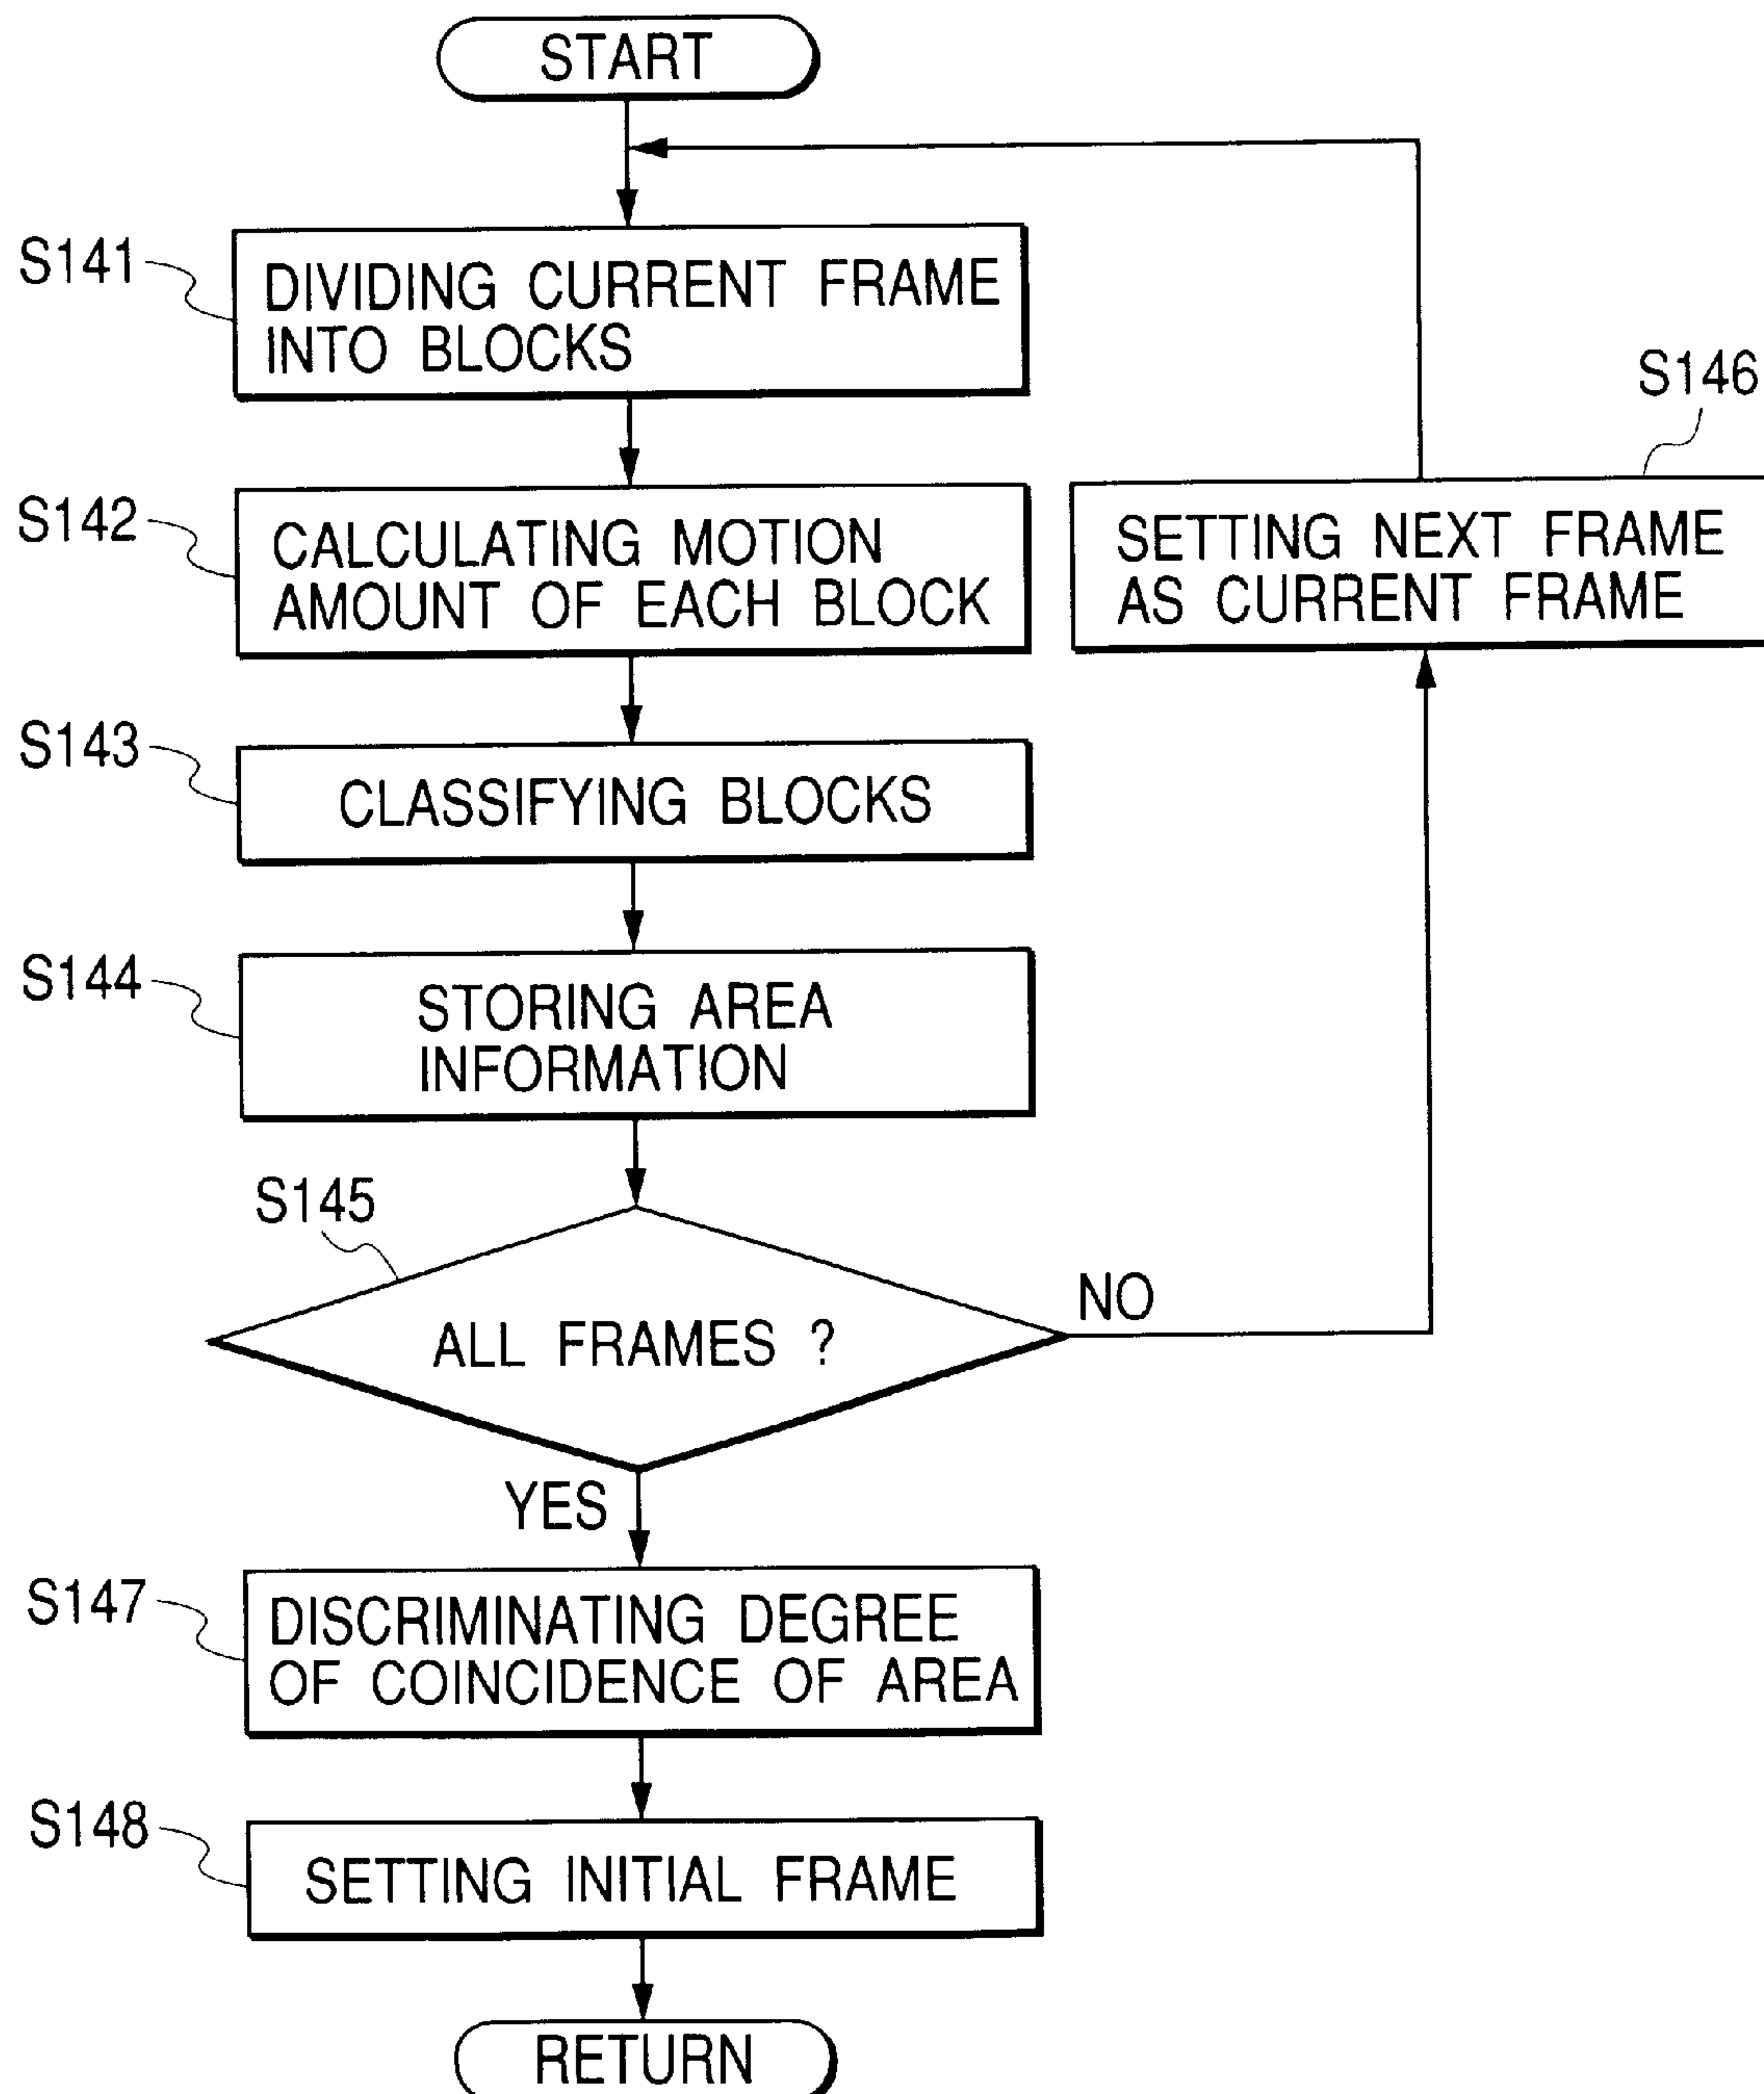 START
S141
DIVIDING CURRENT FRAME
INTO BLOCKS
S146
S142
CALCULATING MOTION
AMOUNT OF EACH BLOCK
SETTING NEXT FRAME
AS CURRENT FRAME
S143
CLASSIFYING BLOCKS
S144
STORING AREA
INFORMATION
S145
ALL FRAMES ?
NO
YES
S147
DISCRIMINATING DEGREE
OF COINCIDENCE OF AREA
S148
SETTING INITIAL FRAME
RETURN